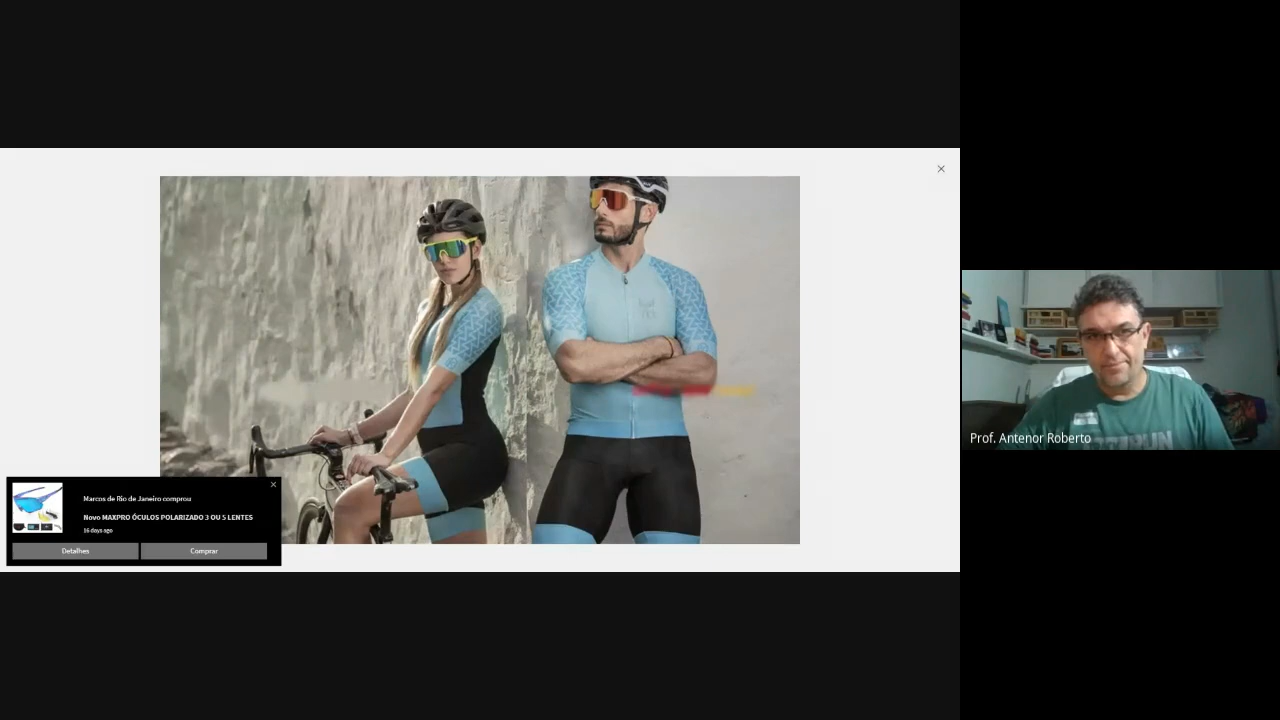 Marcos de Rio de Janeiro comprou
Novo MAXPRO ÓCULOS POLARIZADO 3 OU 5 LENTES
16 days ago
Detalhes
Comprar
Prof. Antenor Roberto